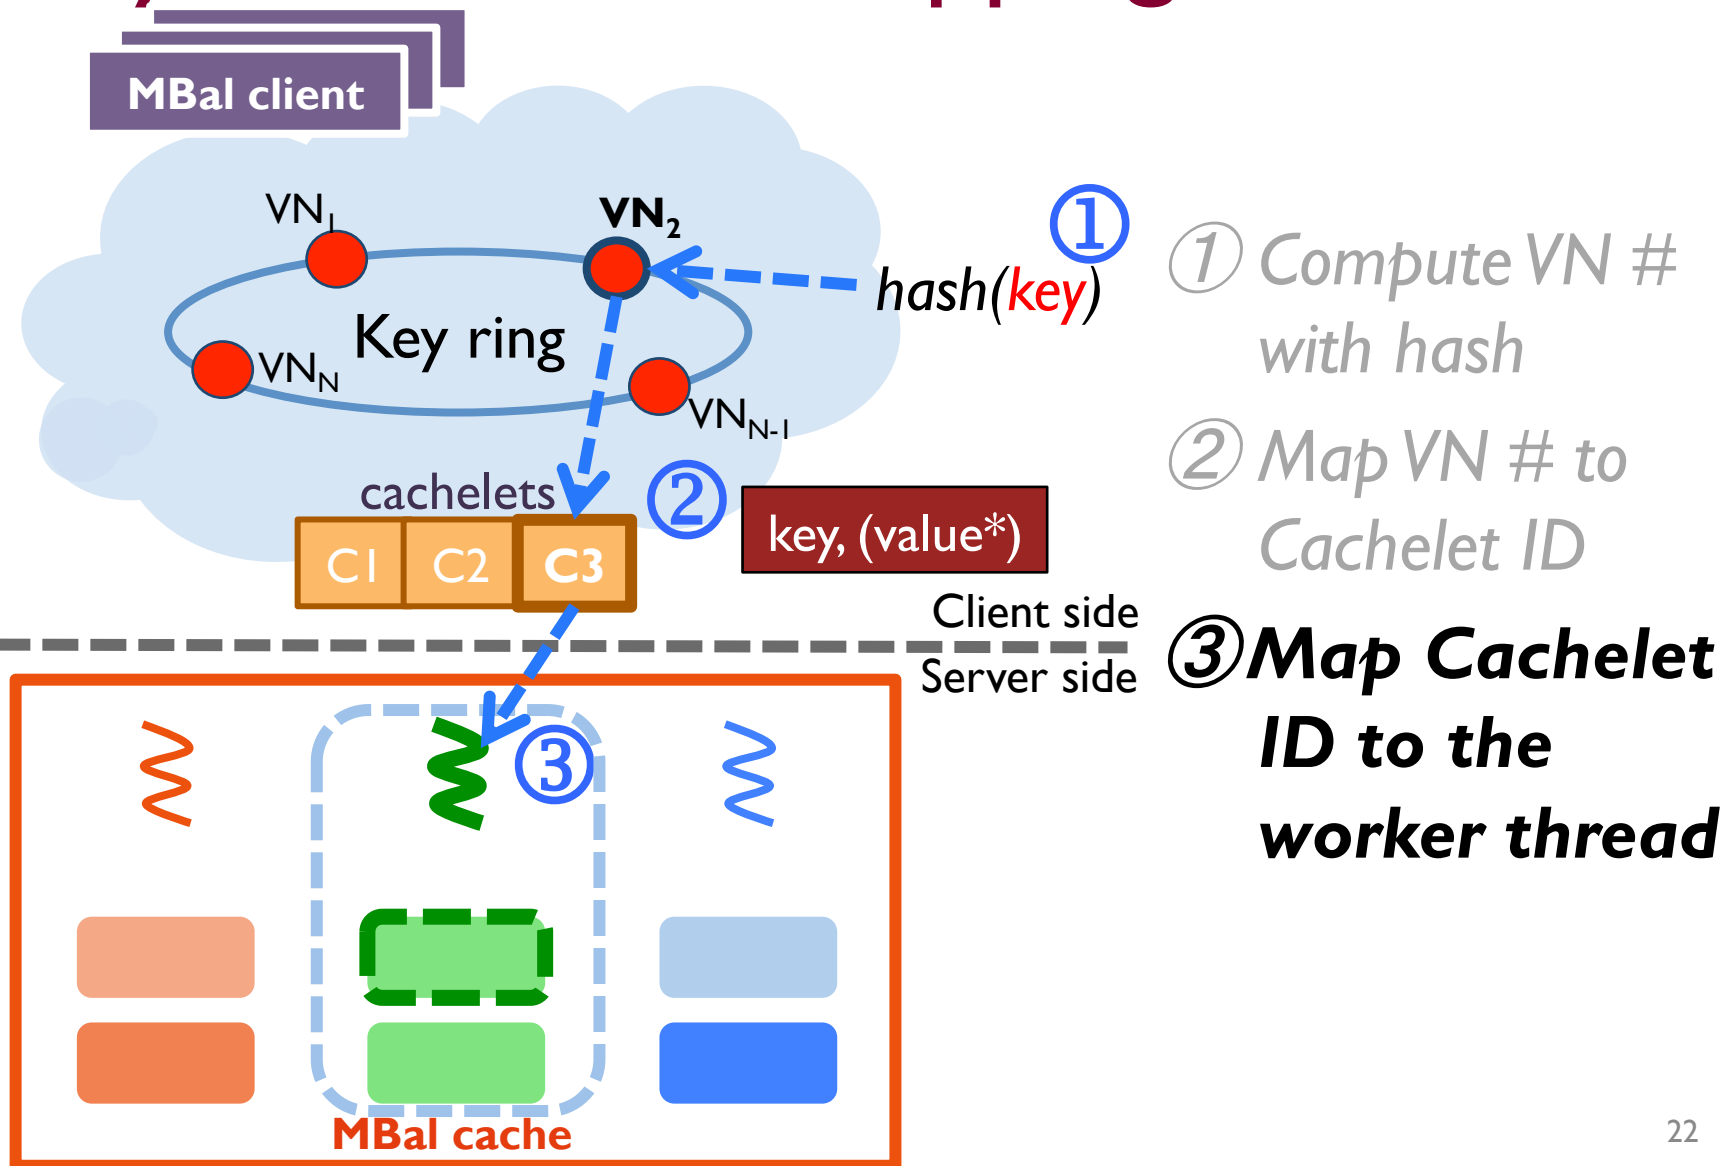 MBal client
VN1
VN2
① 
hash(key)
Key ring
VNN
VNN-1
cachelets
②
key, (value*)
C1 C2 C3
Client side
Server side
③
MBal cache
① Compute VN #
with hash
② Map VN # to
Cachelet ID
③ Map Cachelet
ID to the
worker thread
22